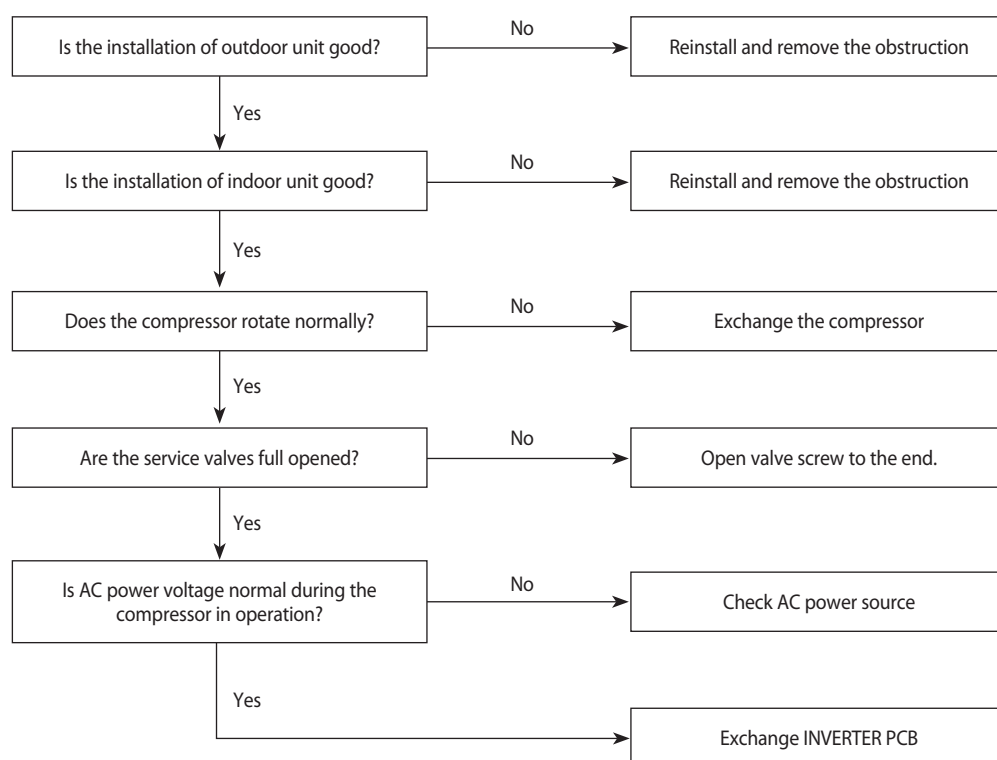 Is the installation of outdoor unit good?
No
Reinstall and remove the obstruction
Yes
Is the installation of indoor unit good?
No
Reinstall and remove the obstruction
Yes
Does the compressor rotate normally?
No
Exchange the compressor
Yes
Are the service valves full opened?
No
Open valve screw to the end.
Yes
Is AC power voltage normal during the
compressor in operation?
No
Check AC power source
Yes
Exchange INVERTER PCB